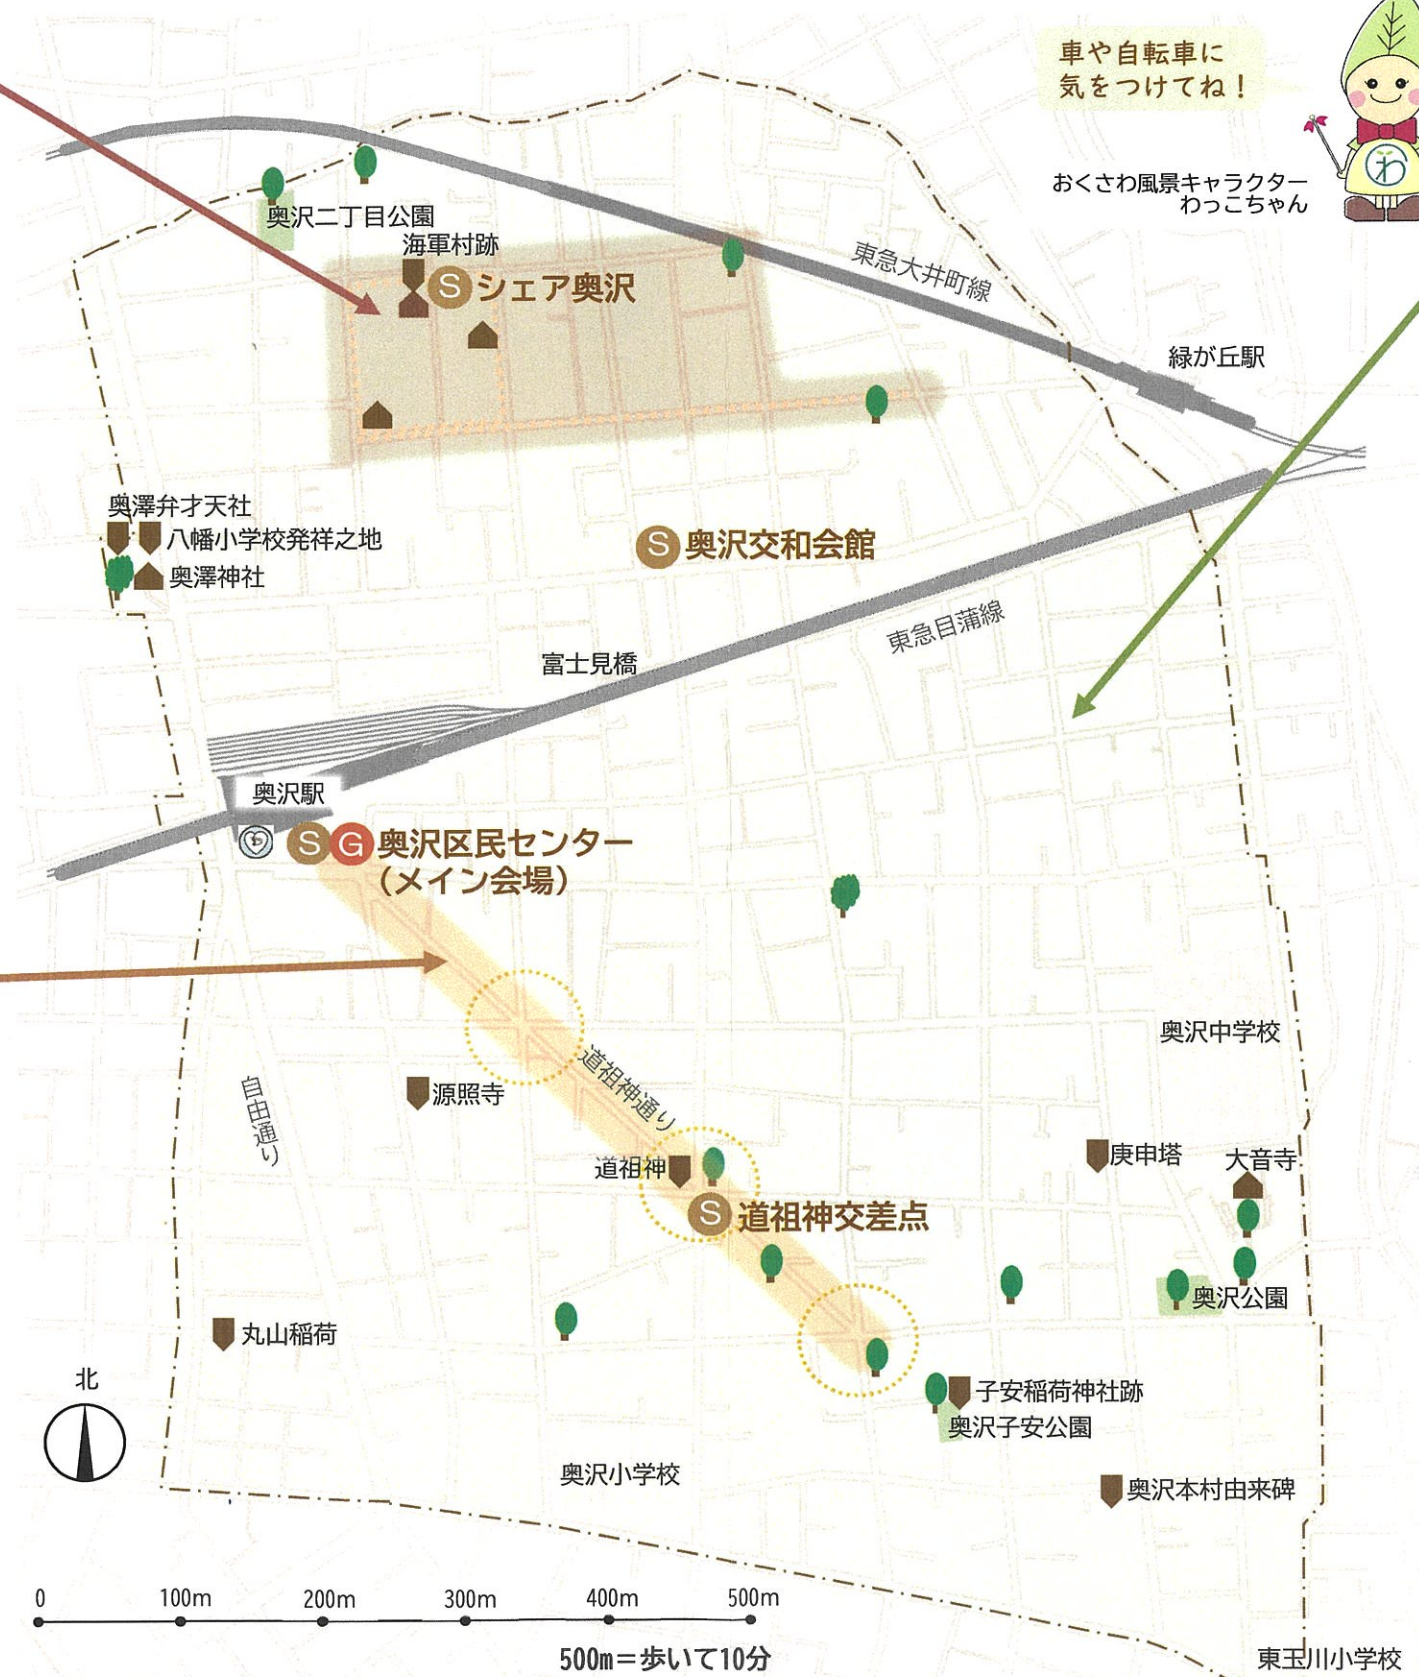 車や自転車に
気をつけてね！
おくさわ風景キャラクター
わっこちゃん
わ
奥沢二丁目公園
海軍村跡
S シェア奥沢
東急大井町線
緑が丘駅
奥澤弁才天社
八幡小学校発祥之地
奥澤神社
S 奥沢交和会館
東急目蒲線
富士見橋
奥沢駅
S G 奥沢区民センター
（メイン会場）
奥沢中学校
道祖神通り
自由通り
源照寺
道祖神
庚申塔
大音寺
S 道祖神交差点
奥沢公園
丸山稲荷
北
子安稲荷神社跡
奥沢子安公園
奥沢小学校
奥沢本村由来碑
0 100m 200m 300m 400m 500m
500m＝歩いて10分
東玉川小学校